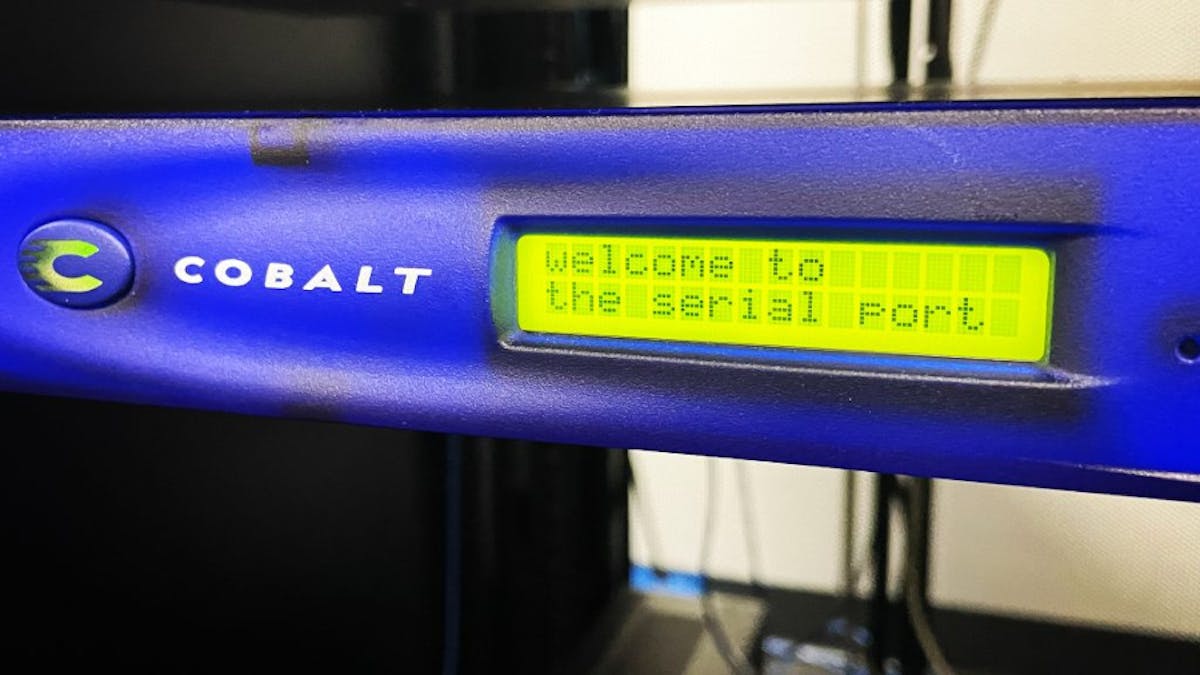 C
COBALT
welcome to
the serial port